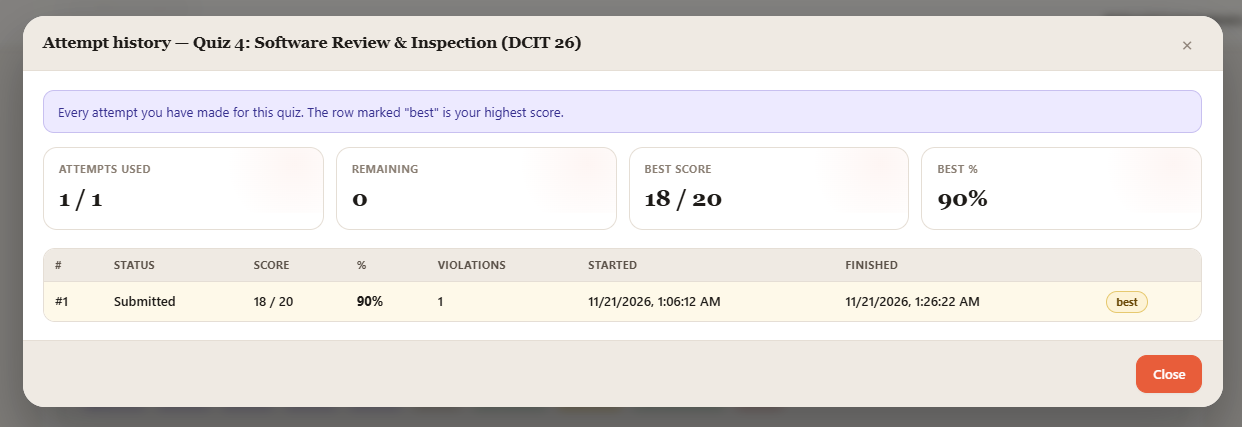 Attempt history — Quiz 4: Software Review & Inspection (DCIT 26)
×
Every attempt you have made for this quiz. The row marked "best" is your highest score.
ATTEMPTS USED REMAINING BEST SCORE BEST %
1 / 1 0 18 / 20 90%
# STATUS SCORE % VIOLATIONS STARTED FINISHED
#1 Submitted 18 / 20 90% 1 11/21/2026, 1:06:12 AM 11/21/2026, 1:26:22 AM best
Close